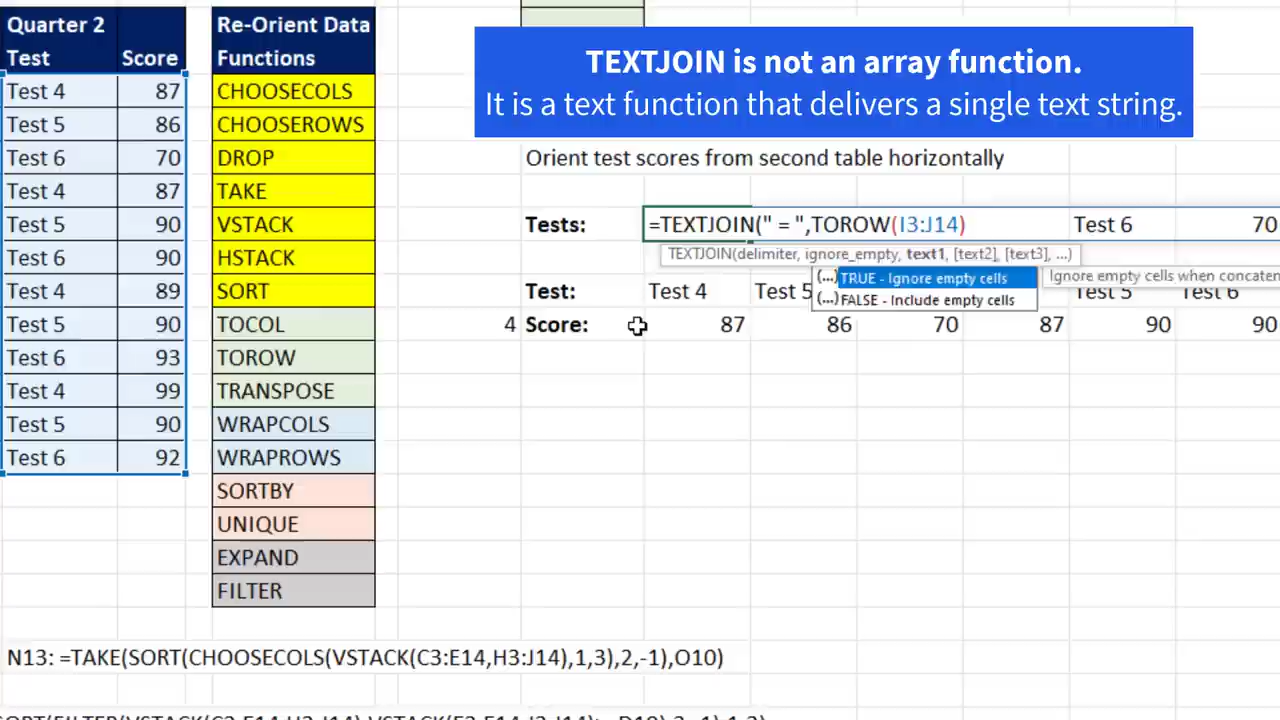 TEXTJOIN is not an array function.
It is a text function that delivers a single text string.
Quarter 2
Test Score
Test 4 87
Test 5 86
Test 6 70
Test 4 87
Test 5 90
Test 6 90
Test 4 89
Test 5 90
Test 6 93
Test 4 99
Test 5 90
Test 6 92
Re-Orient Data
Functions
CHOOSECOLS
CHOOSEROWS
DROP
TAKE
VSTACK
HSTACK
SORT
TOCOL
TOROW
TRANSPOSE
WRAPCOLS
WRAPROWS
SORTBY
UNIQUE
EXPAND
FILTER
Orient test scores from second table horizontally
Tests: =TEXTJOIN(" = ",TOROW(I3:J14) Test 6 70
TEXTJOIN(delimiter, ignore_empty, text1, [text2], [text3], ...)
(...) TRUE - Ignore empty cells Ignore empty cells when concaten
(...) FALSE - Include empty cells
Test: Test 4 Test 5 Test 5 Test 6
4 Score: 87 86 70 87 90 90
N13: =TAKE(SORT(CHOOSECOLS(VSTACK(C3:E14,H3:J14),1,3),2,-1),O10)